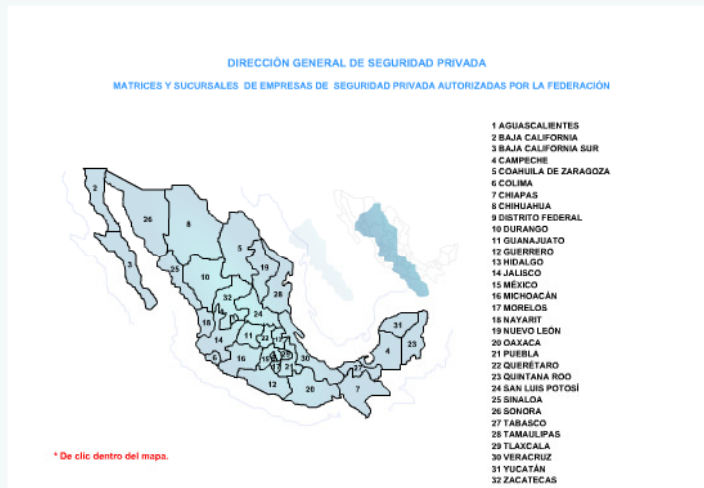 DIRECCIÓN GENERAL DE SEGURIDAD PRIVADA
MATRICES Y SUCURSALES DE EMPRESAS DE SEGURIDAD PRIVADA AUTORIZADAS POR LA FEDERACIÓN
1 AGUASCALIENTES
2 BAJA CALIFORNIA
3 BAJA CALIFORNIA SUR
4 CAMPECHE
5 COAHUILA DE ZARAGOZA
6 COLIMA
7 CHIAPAS
8 CHIHUAHUA
9 DISTRITO FEDERAL
10 DURANGO
11 GUANAJUATO
12 GUERRERO
13 HIDALGO
14 JALISCO
15 MÉXICO
16 MICHOACÁN
17 MORELOS
18 NAYARIT
19 NUEVO LEÓN
20 OAXACA
21 PUEBLA
22 QUERÉTARO
23 QUINTANA ROO
24 SAN LUIS POTOSÍ
25 SINALOA
26 SONORA
27 TABASCO
28 TAMAULIPAS
29 TLAXCALA
30 VERACRUZ
31 YUCATÁN
32 ZACATECAS
2
26
8
5
3
25
19
10
32
28
24
18
31
14
11
22
23
30
4
6
16
17
21
27
12
20
7
* De clic dentro del mapa.